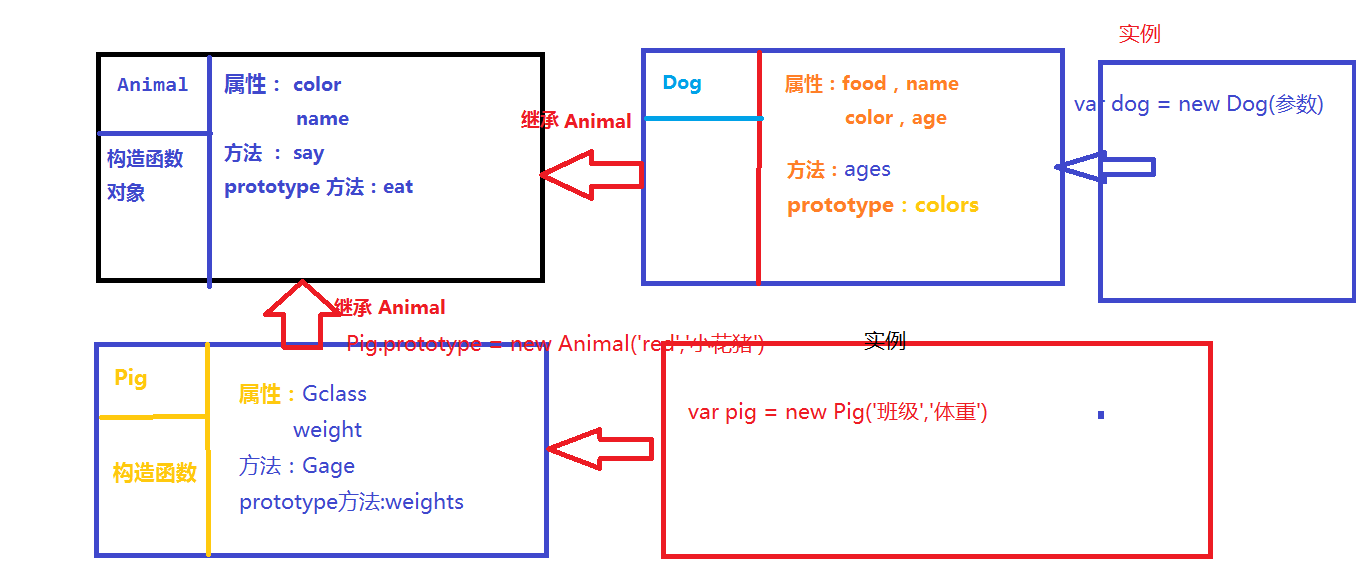 实例
Animal
构造函数
对象
属性： color
name
方法 ： say
prototype 方法：eat
继承 Animal
Dog
属性：food，name
color，age
方法：ages
prototype：colors
var dog = new Dog(参数)
继承 Animal
Pig.prototype = new Animal('red','小花猪')
Pig
构造函数
属性：Gclass
weight
方法：Gage
prototype方法:weights
实例
var pig = new Pig('班级','体重')